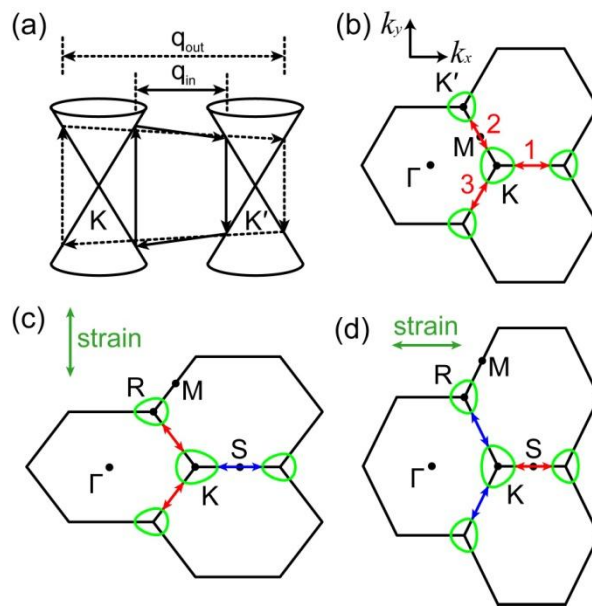 (a)
q_out
q_in
K
K′
(b)
k_y
k_x
K′
2
M
1
Γ
3
K
(c)
strain
R
M
S
Γ
K
(d)
strain
M
R
S
Γ
K